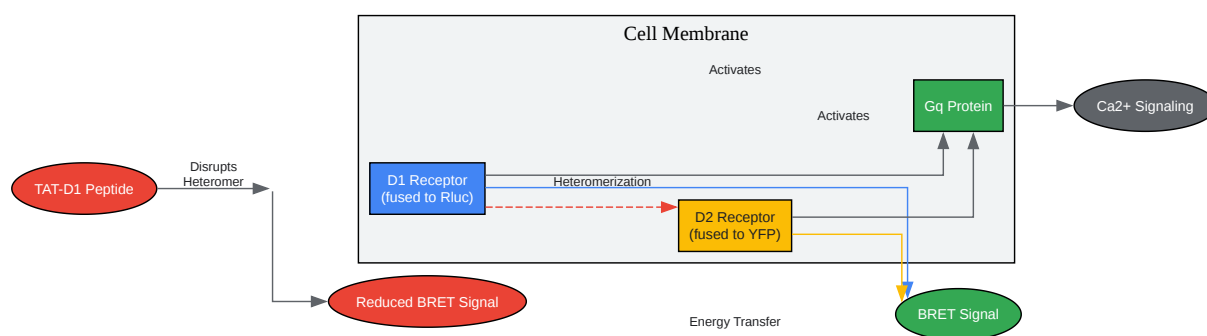 Cell Membrane
Activates
Gq Protein
Ca2+ Signaling
Activates
Disrupts
Heteromer
TAT-D1 Peptide
D1 Receptor
(fused to Rluc)
Heteromerization
D2 Receptor
(fused to YFP)
Reduced BRET Signal
BRET Signal
Energy Transfer